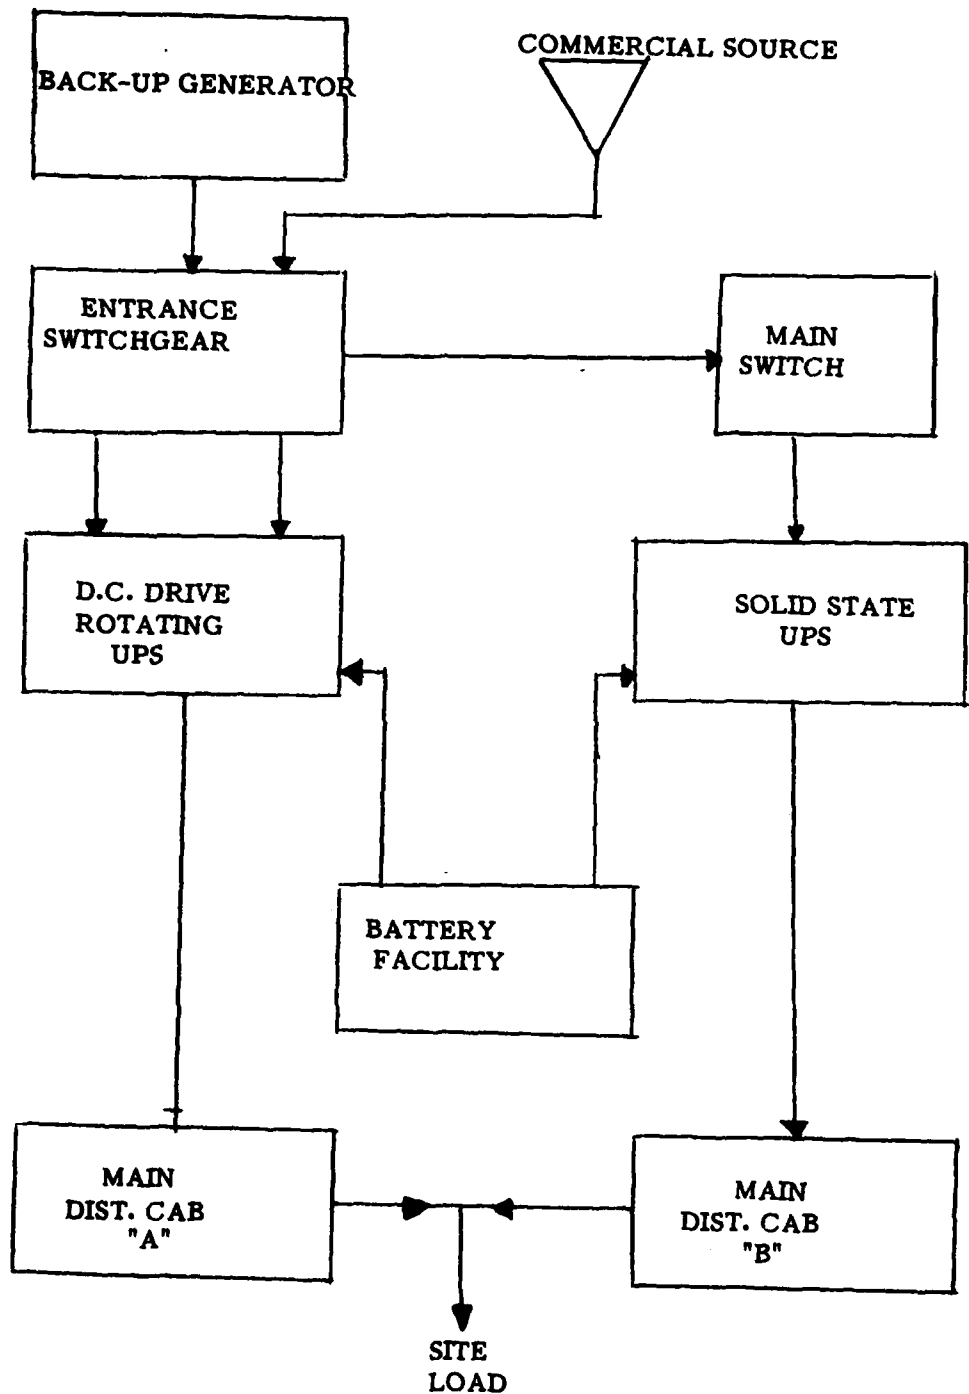 BACK-UP GENERATOR
COMMERCIAL SOURCE
ENTRANCE
SWITCHGEAR
MAIN
SWITCH
D.C. DRIVE
ROTATING
UPS
SOLID STATE
UPS
BATTERY
FACILITY
MAIN
DIST. CAB
"A"
MAIN
DIST. CAB
"B"
SITE
LOAD